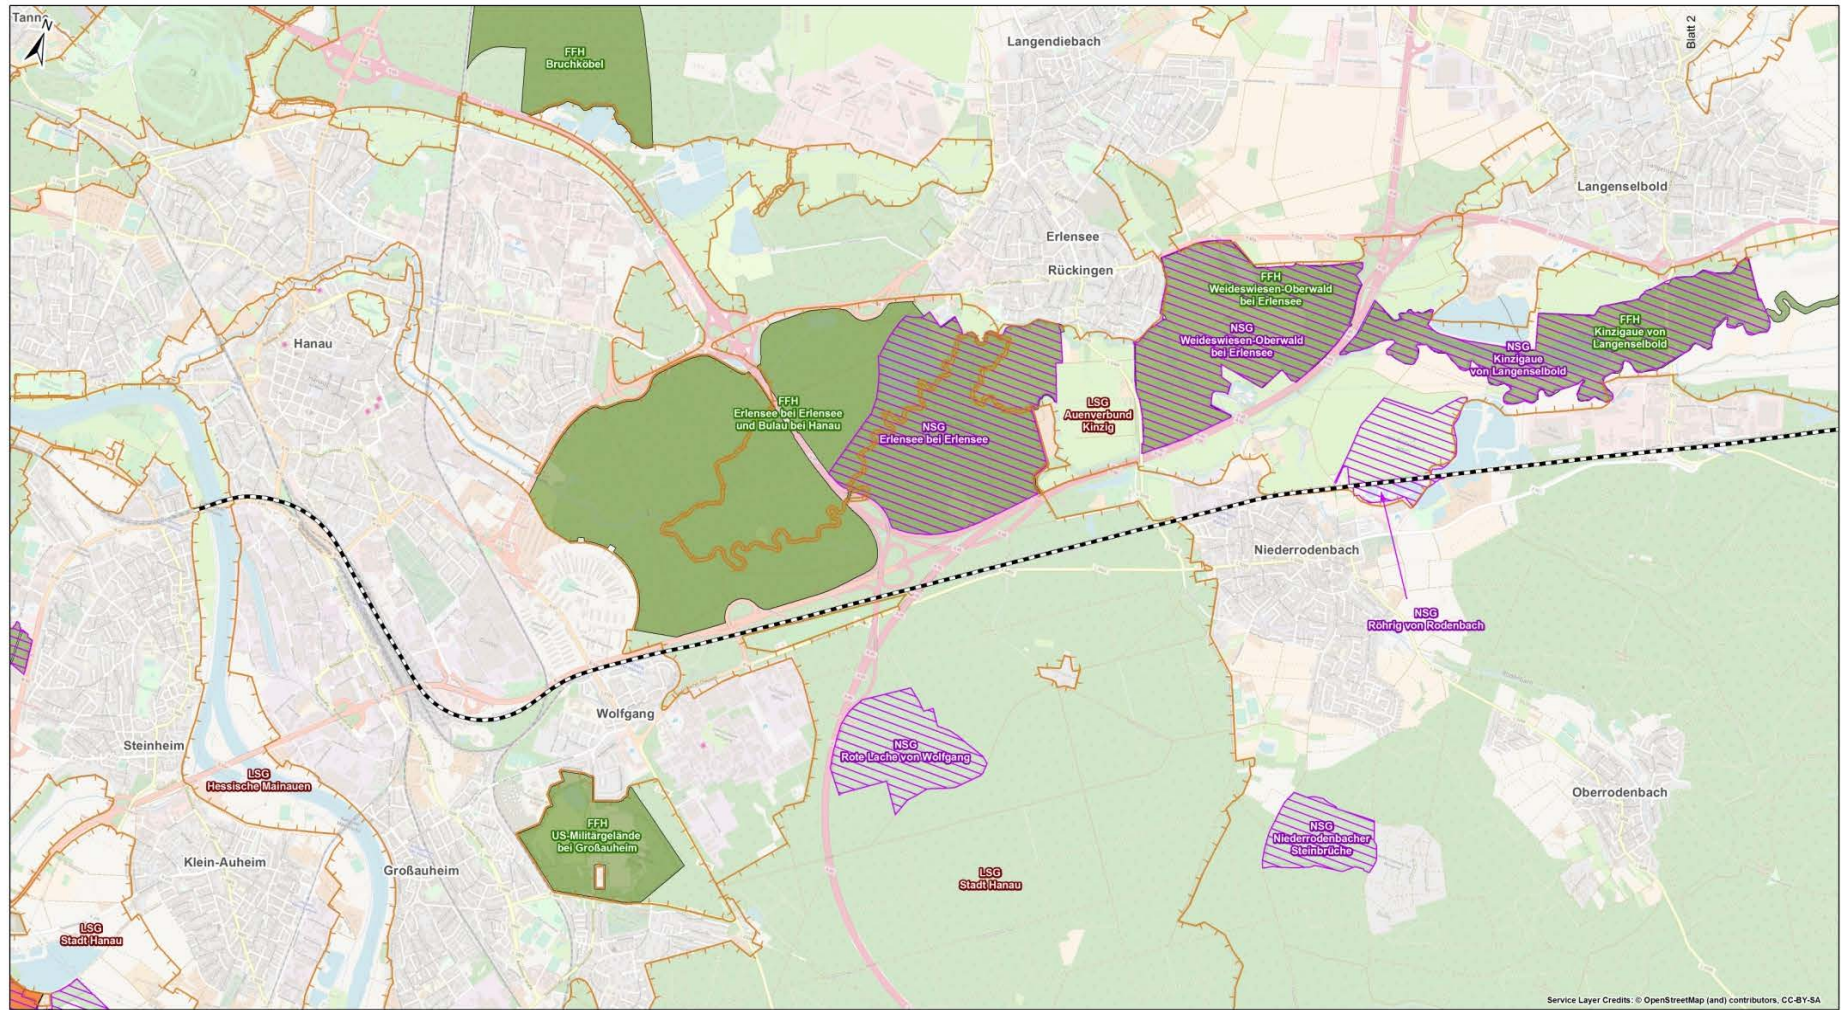 Tann
N
Blatt 2
Langendiebach
FFH
Bruchköbel
Langenselbold
Erlensee
Rückingen
FFH
Weideswiesen-Oberwald
bei Erlensee
NSG
Weideswiesen-Oberwald
bei Erlensee
FFH
Kinzigaue von
Langenselbold
NSG
Kinzigaue
von Langenselbold
Hanau
FFH
Erlensee bei Erlensee
und Bulau bei Hanau
NSG
Erlensee bei Erlensee
LSG
Auenverbund
Kinzig
Niederrodenbach
NSG
Röhrig von Rodenbach
Wolfgang
Steinheim
NSG
Rote Lache von Wolfgang
LSG
Hessische Mainauen
Oberrodenbach
FFH
US-Militärgelände
bei Großauheim
NSG
Niederrodenbacher
Steinbrüche
Klein-Auheim
Großauheim
LSG
Stadt Hanau
LSG
Stadt Hanau
Service Layer Credits: © OpenStreetMap (and) contributors, CC-BY-SA